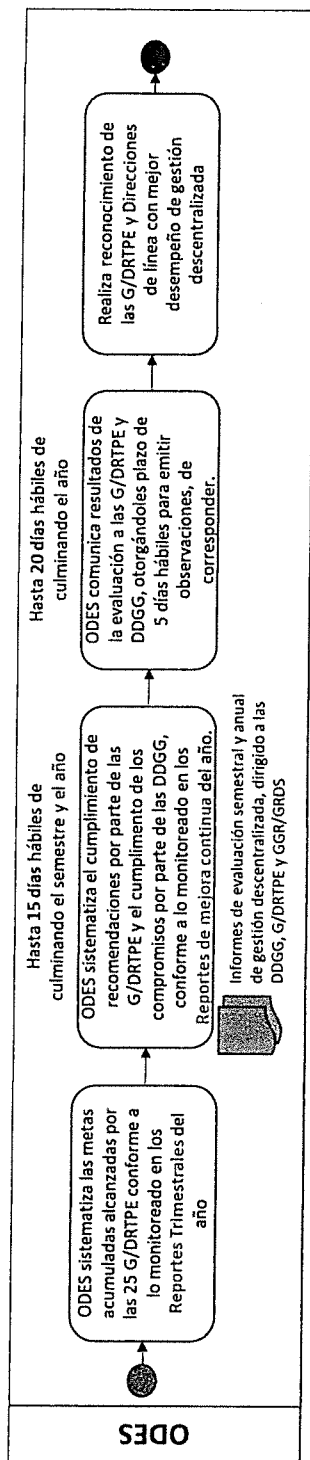 ODES
ODES sistematiza las metas
acumuladas alcanzadas por
las 25 G/DRTPE conforme a
lo monitoreado en los
Reportes Trimestrales del
año
Hasta 15 días hábiles de
culminando el semestre y el año
ODES sistematiza el cumplimiento de
recomendaciones por parte de las
G/DRTPE y el cumplimento de los
compromisos por parte de las DDGG,
conforme a lo monitoreado en los
Reportes de mejora continua del año.
Informes de evaluación semestral y anual
de gestión descentralizada, dirigido a las
DDGG, G/DRTPE y GGR/GRDS
Hasta 20 días hábiles de
culminando el año
ODES comunica resultados de
la evaluación a las G/DRTPE y
DDGG, otorgándoles plazo de
5 días hábiles para emitir
observaciones, de
corresponder.
Realiza reconocimiento de
las G/DRTPE y Direcciones
de línea con mejor
desempeño de gestión
descentralizada